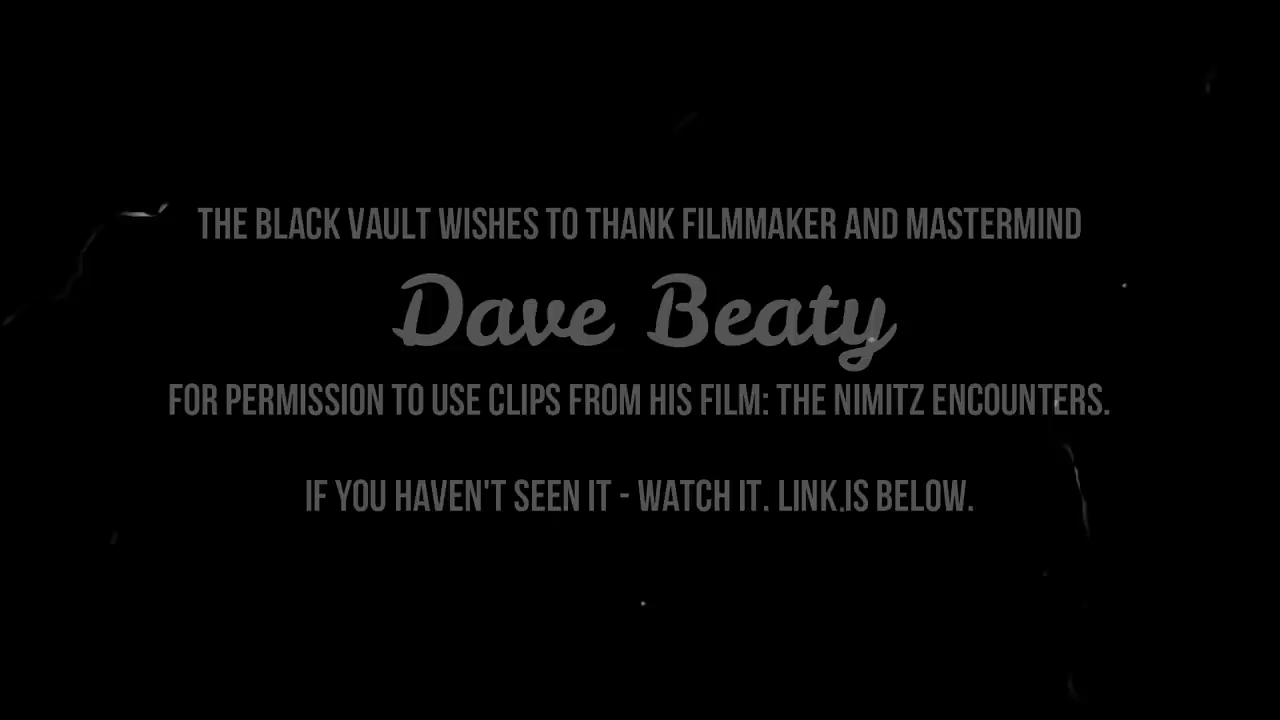 THE BLACK VAULT WISHES TO THANK FILMMAKER AND MASTERMIND
Dave Beaty
FOR PERMISSION TO USE CLIPS FROM HIS FILM: THE NIMITZ ENCOUNTERS.
IF YOU HAVEN'T SEEN IT - WATCH IT. LINK IS BELOW.